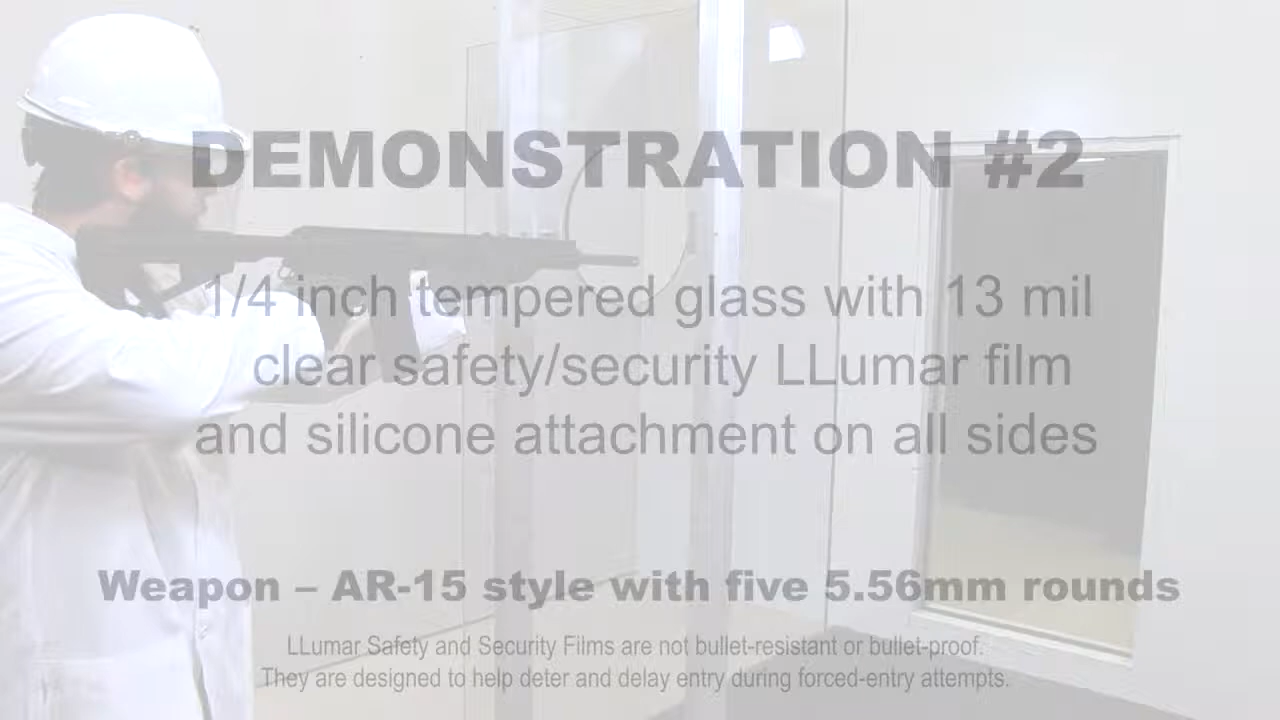 DEMONSTRATION #2
1/4 inch tempered glass with 13 mil
clear safety/security LLumar film
and silicone attachment on all sides
Weapon – AR-15 style with five 5.56mm rounds
LLumar Safety and Security Films are not bullet-resistant or bullet-proof.
They are designed to help deter and delay entry during forced-entry attempts.